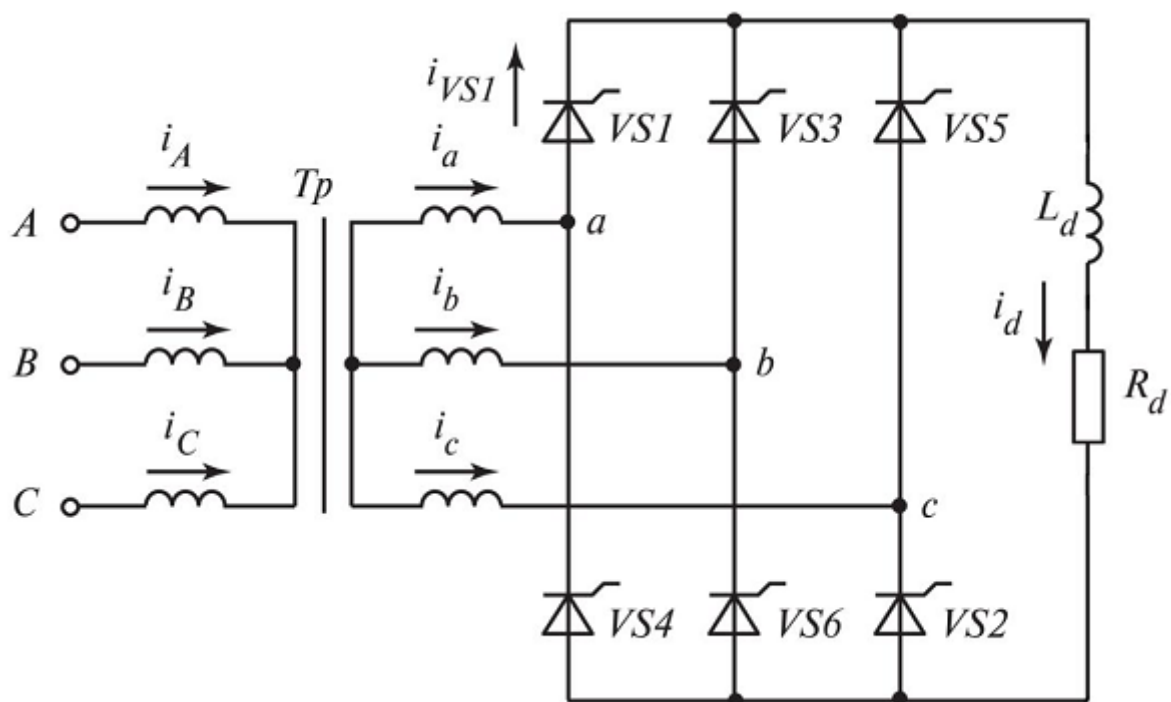 i_VS1 VS1 VS3 VS5
i_A Tp i_a
A a L_d
i_B i_b i_d
B b R_d
i_C i_c
C c
VS4 VS6 VS2